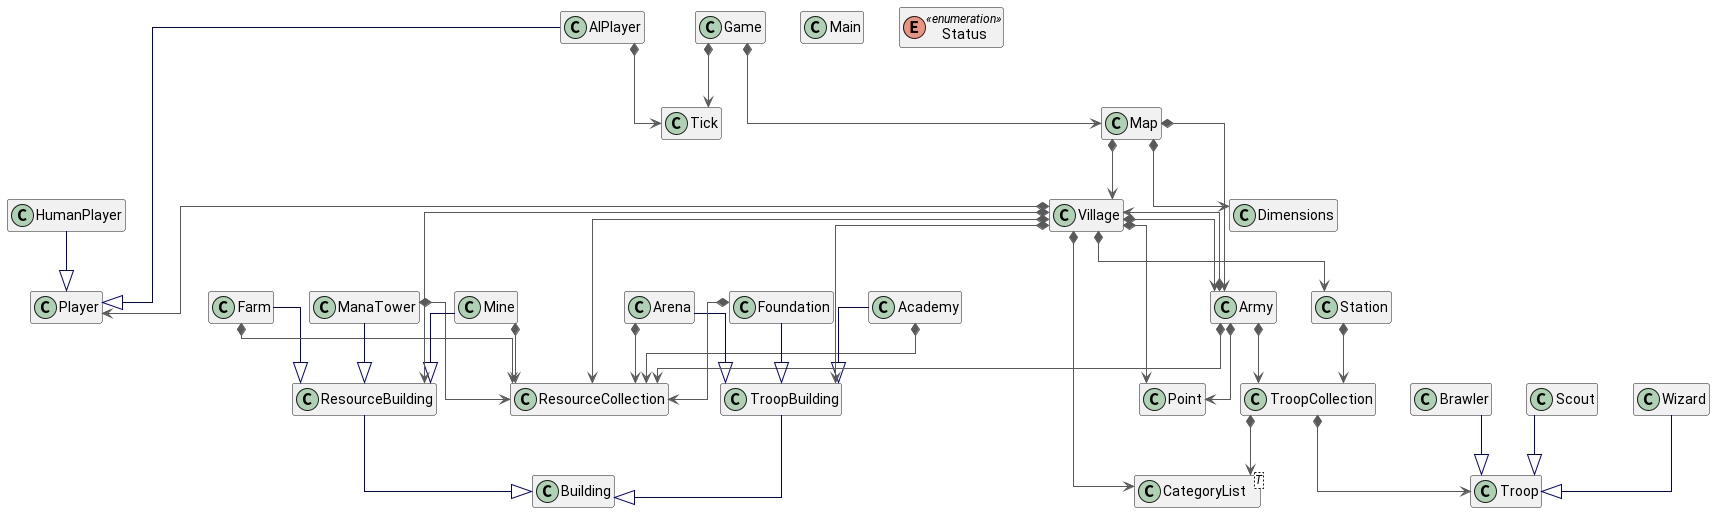 C AIPlayer
C Game
C Main
E «enumeration»
Status
C Tick
C Map
C HumanPlayer
C Village
C Dimensions
C Player
C Farm
C ManaTower
C Mine
C Arena
C Foundation
C Academy
C Army
C Station
C ResourceBuilding
C ResourceCollection
C TroopBuilding
C Point
C TroopCollection
C Brawler
C Scout
C Wizard
C Building
C CategoryList T
C Troop